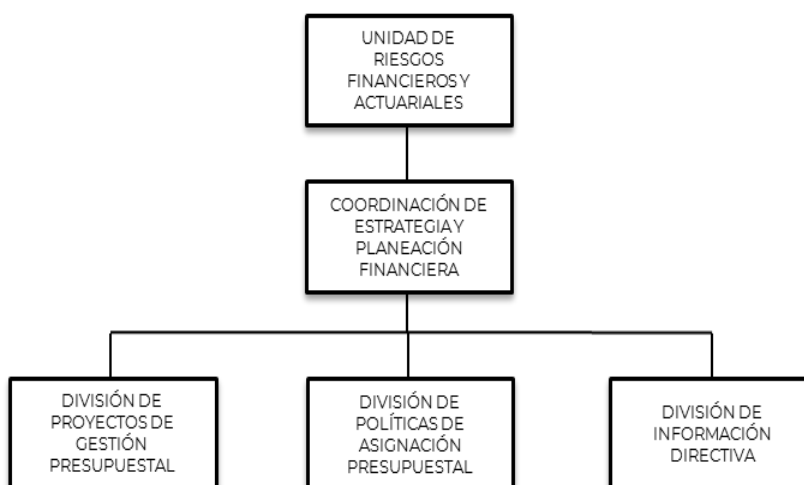 UNIDAD DE
RIESGOS
FINANCIEROS Y
ACTUARIALES
COORDINACIÓN DE
ESTRATEGIA Y
PLANEACIÓN
FINANCIERA
DIVISIÓN DE
PROYECTOS DE
GESTIÓN
PRESUPUESTAL
DIVISIÓN DE
POLÍTICAS DE
ASIGNACIÓN
PRESUPUESTAL
DIVISIÓN DE
INFORMACIÓN
DIRECTIVA